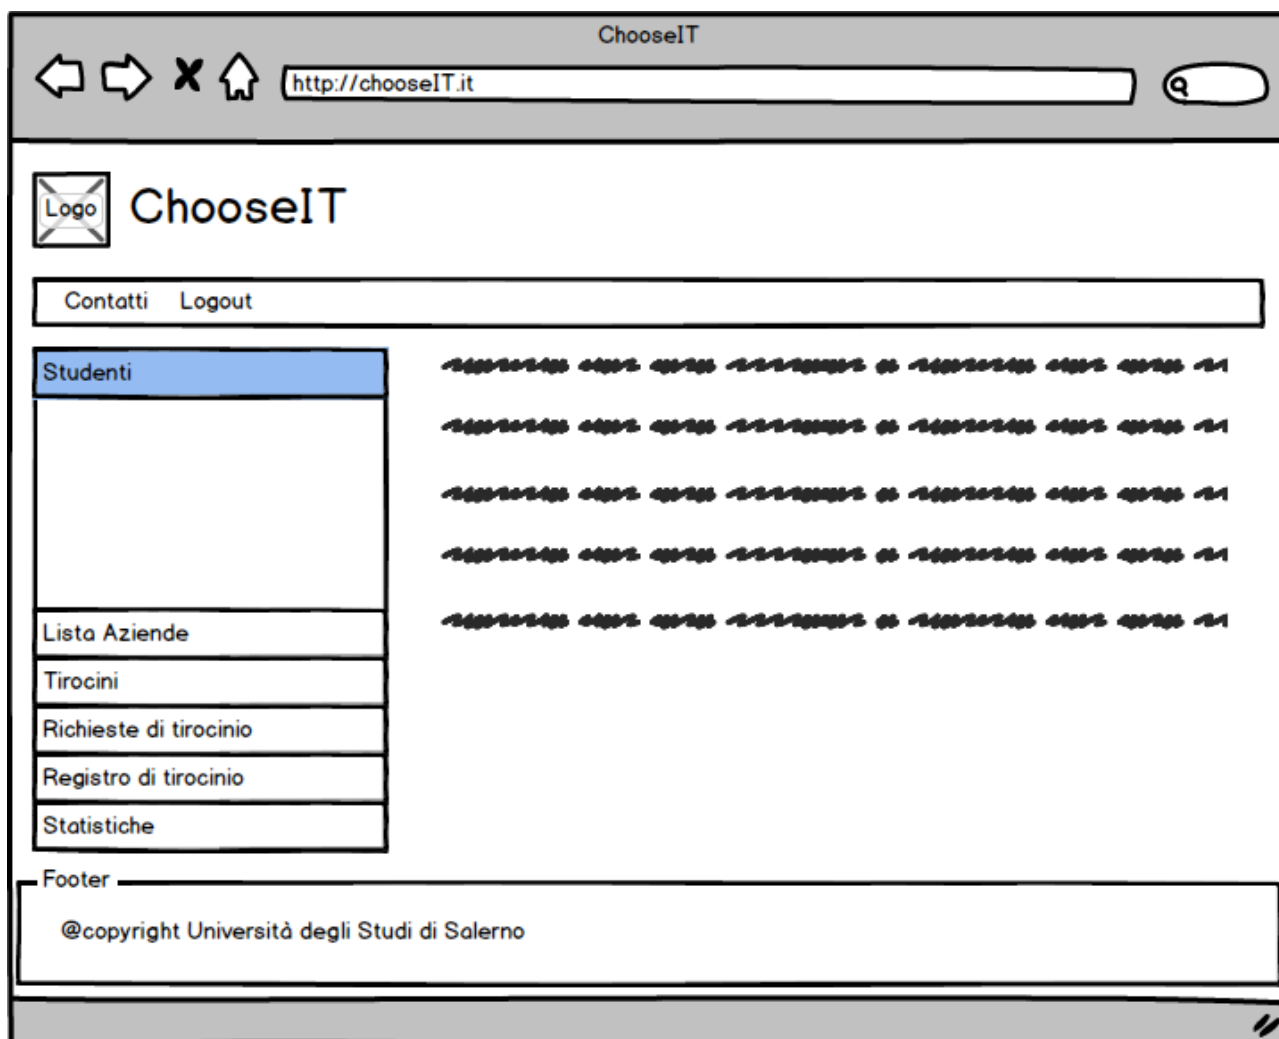 ChooseIT
http://chooseIT.it
Logo
ChooseIT
Contatti Logout
Studenti
Lista Aziende
Tirocini
Richieste di tirocinio
Registro di tirocinio
Statistiche
Footer
@copyright Università degli Studi di Salerno